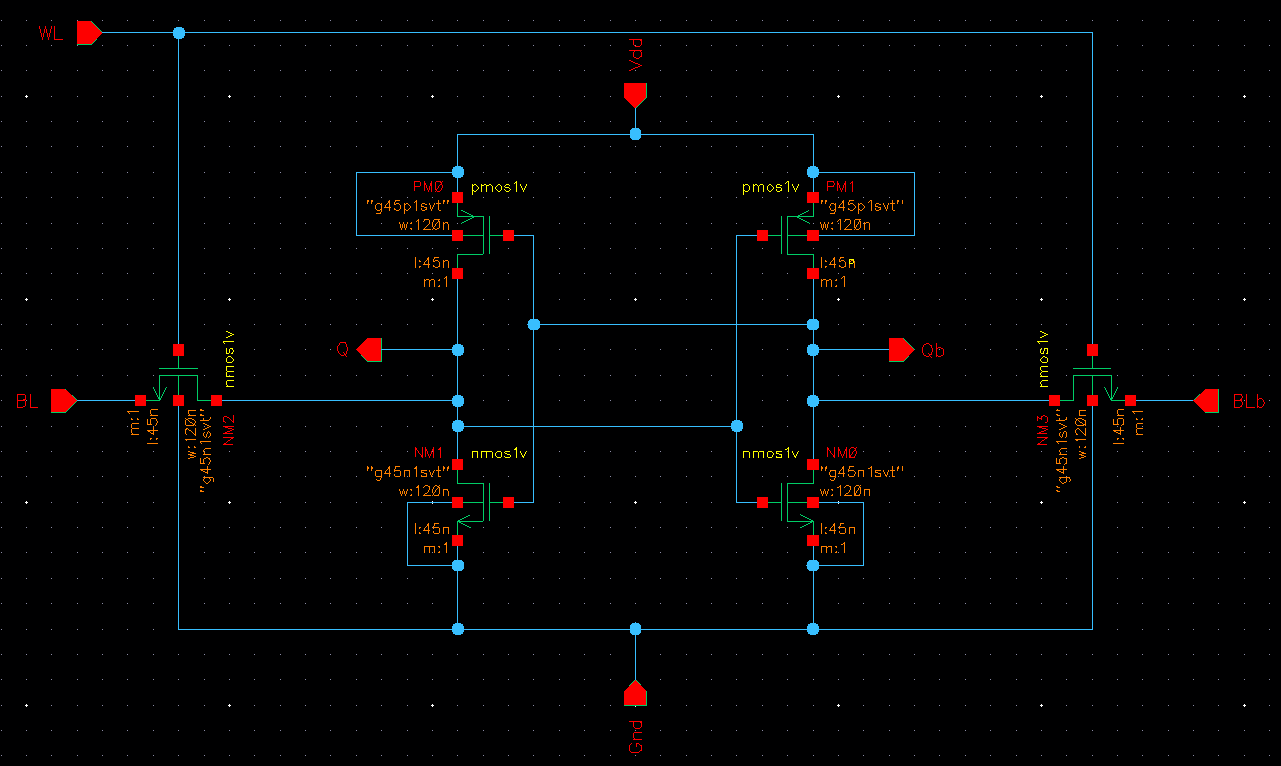 WL
Vdd
PM0
pmos1v
"g45p1svt"
w:120n
l:45n
m:1
pmos1v
PM1
"g45p1svt"
w:120n
l:45n
m:1
Q
Qb
BL
m:1
l:45n
w:120n
"g45n1svt"
NM2
nmos1v
NM1
nmos1v
"g45n1svt"
w:120n
l:45n
m:1
nmos1v
NM0
"g45n1svt"
w:120n
l:45n
m:1
nmos1v
NM3
"g45n1svt"
w:120n
l:45n
m:1
BLb
Gnd